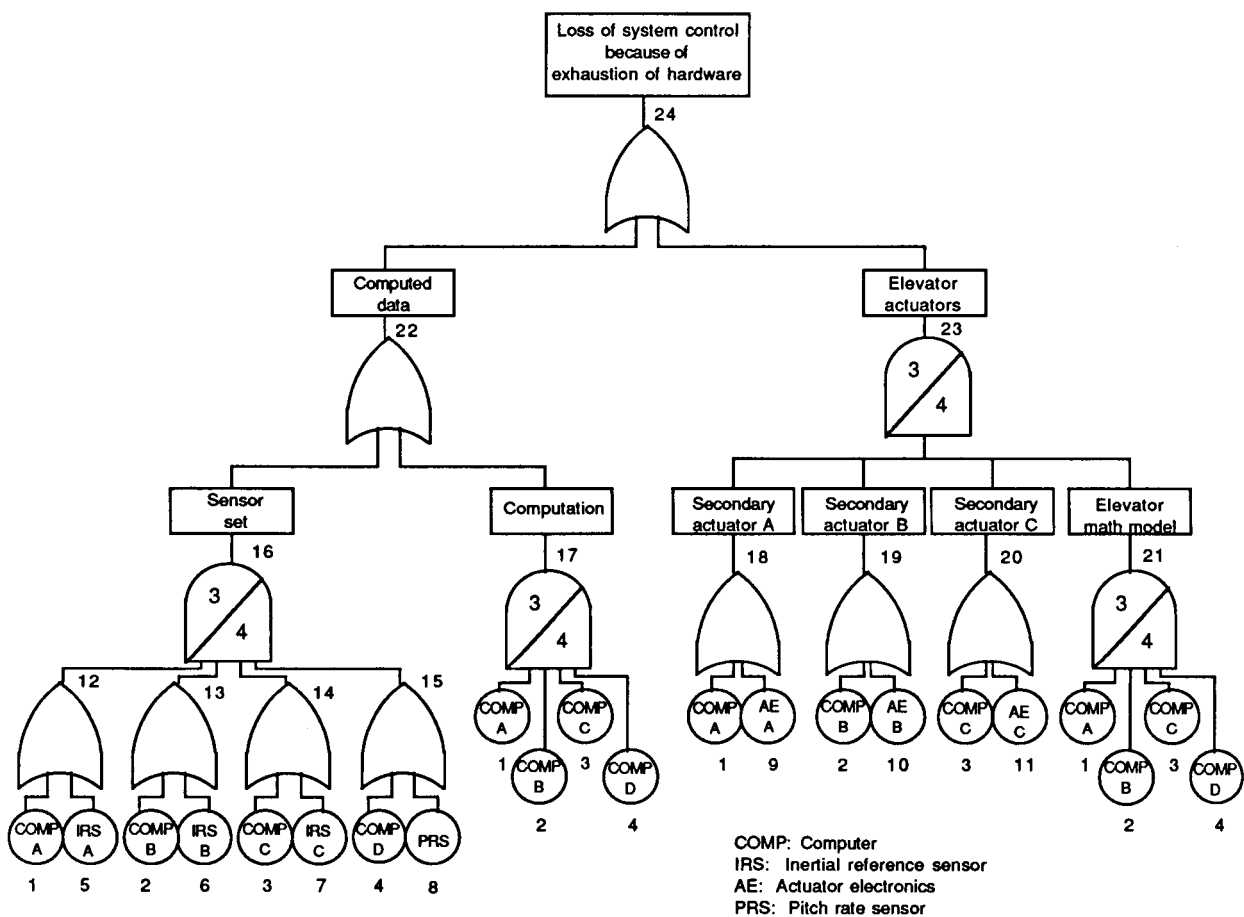 Loss of system control
because of
exhaustion of hardware
24
Computed
data
22
Elevator
actuators
23
3
4
Sensor
set
16
3
4
Computation
17
3
4
Secondary
actuator A
18
Secondary
actuator B
19
Secondary
actuator C
20
Elevator
math model
21
3
4
12
13
14
15
COMP
A
1
IRS
A
5
COMP
B
2
IRS
B
6
COMP
C
3
IRS
C
7
COMP
D
4
PRS
8
COMP
A
1
COMP
B
2
COMP
C
3
COMP
D
4
COMP
A
1
AE
A
9
COMP
B
2
AE
B
10
COMP
C
3
AE
C
11
COMP
A
1
COMP
B
2
COMP
C
3
COMP
D
4
COMP: Computer
IRS: Inertial reference sensor
AE: Actuator electronics
PRS: Pitch rate sensor